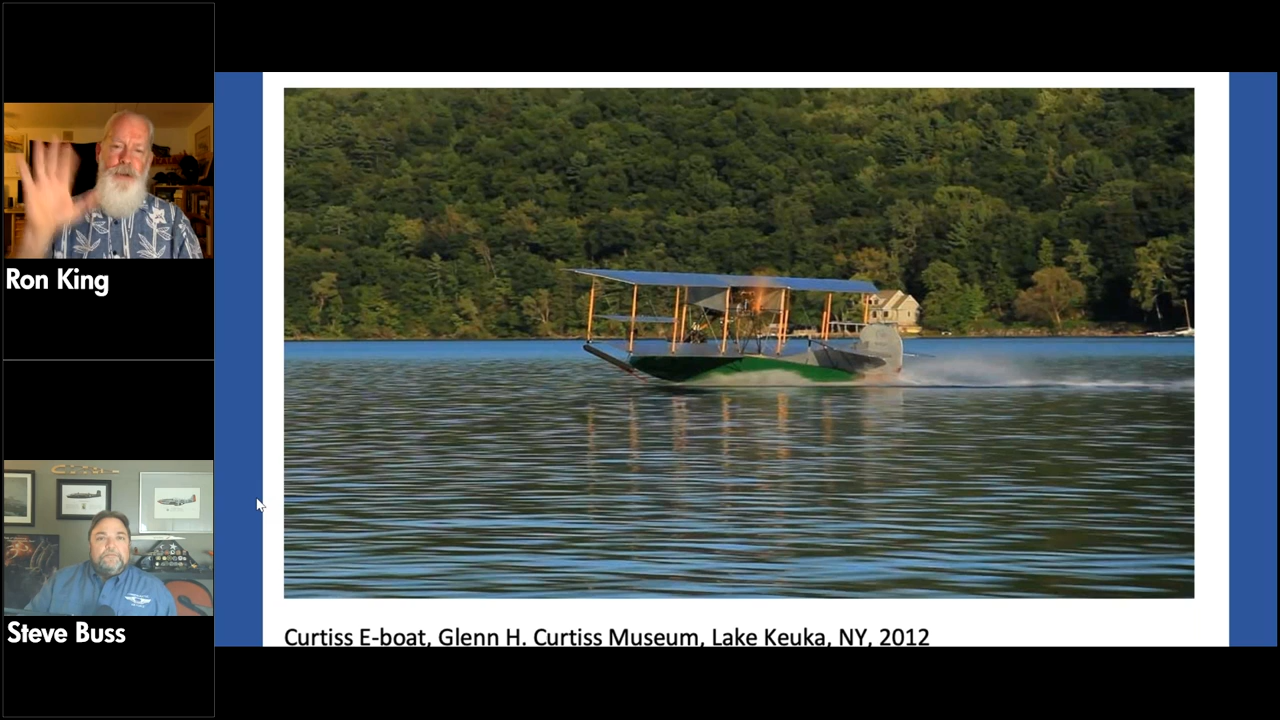 Ron King
Steve Buss
Curtiss E-boat, Glenn H. Curtiss Museum, Lake Keuka, NY, 2012